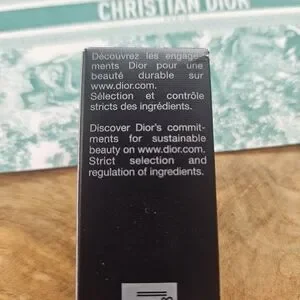 CHRISTIAN DIOR
Découvrez les engage-
ments Dior pour une
beauté durable sur
www.dior.com.
Sélection et contrôle
stricts des ingrédients.
Discover Dior's commit-
ments for sustainable
beauty on www.dior.com.
Strict selection and
regulation of ingredients.